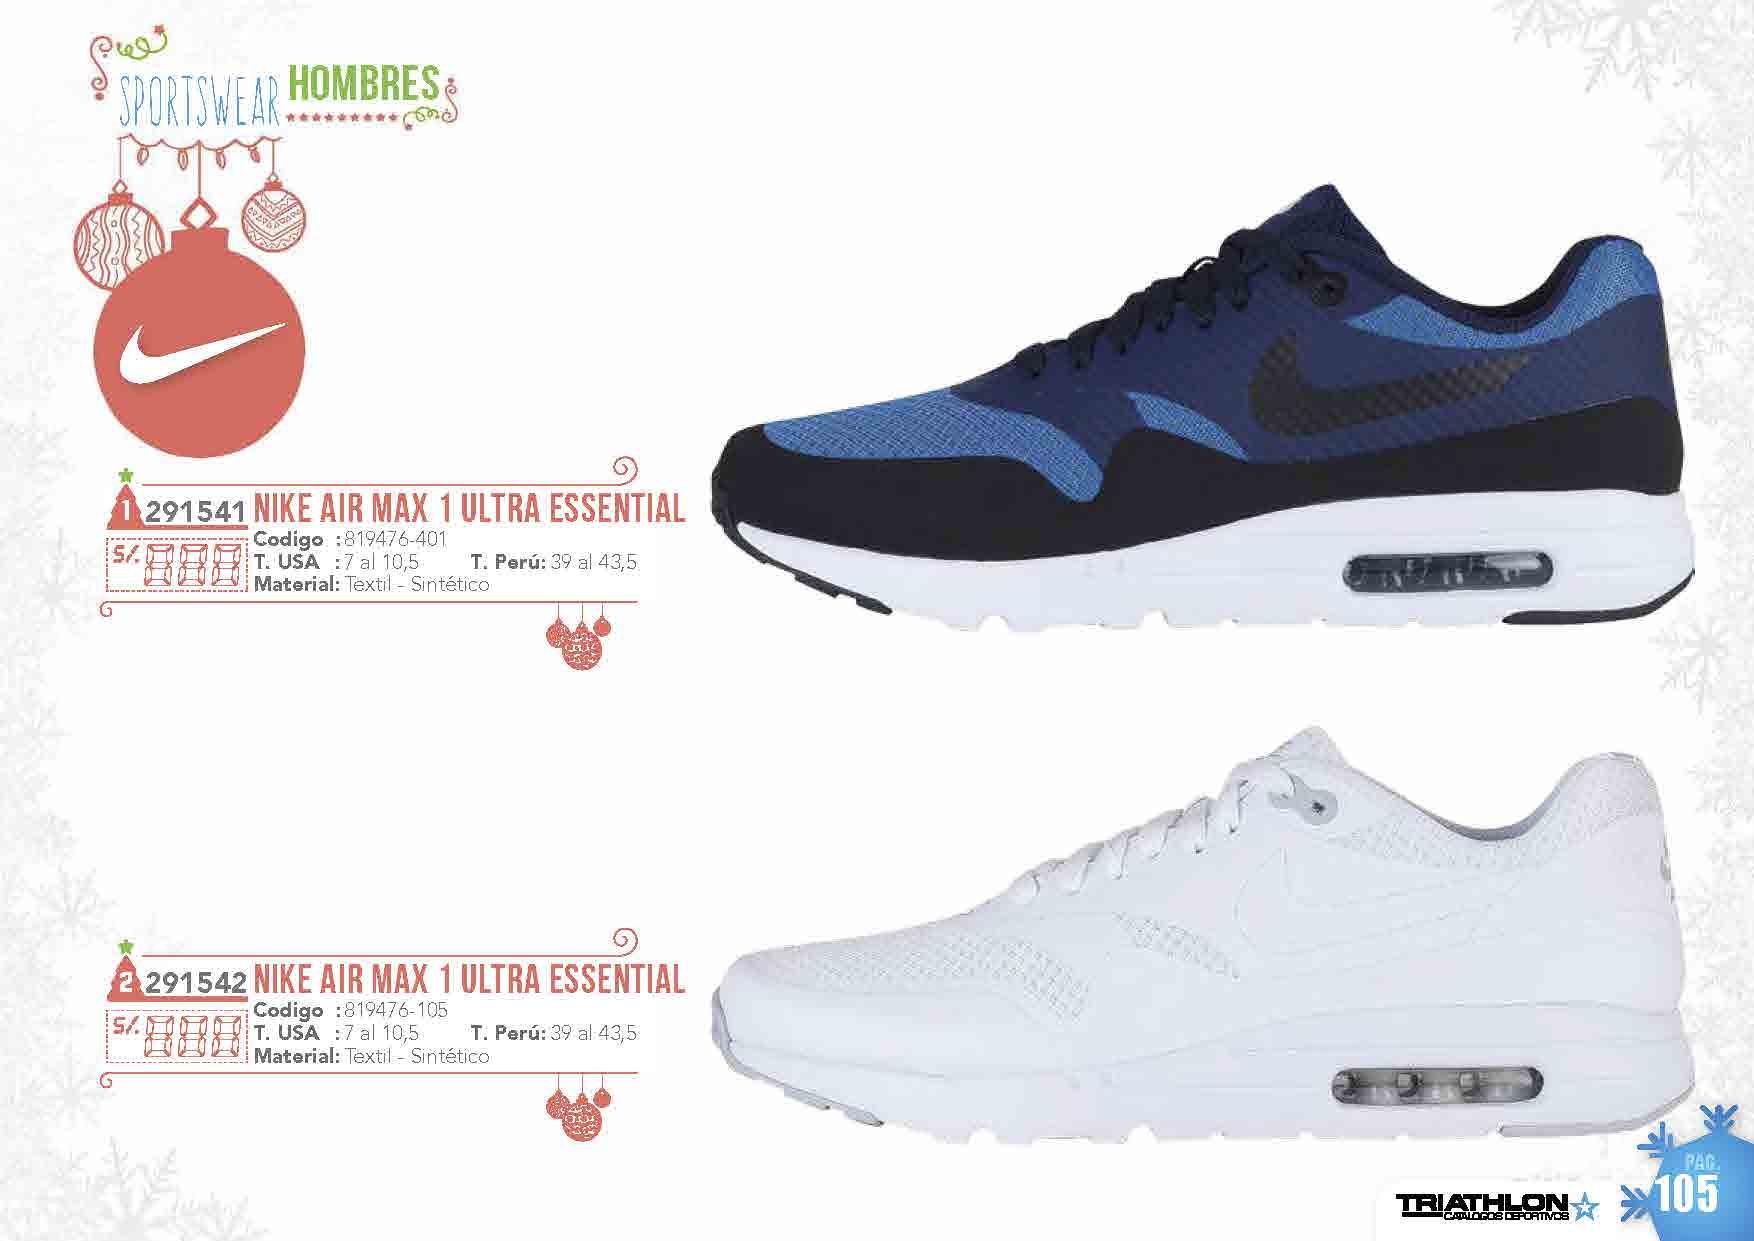 SPORTSWEAR HOMBRES
1 291541 NIKE AIR MAX 1 ULTRA ESSENTIAL
S/. 888
Codigo : 819476-401
T. USA : 7 al 10,5 T. Perú: 39 al 43,5
Material: Textil - Sintético
2 291542 NIKE AIR MAX 1 ULTRA ESSENTIAL
S/. 888
Codigo : 819476-105
T. USA : 7 al 10,5 T. Perú: 39 al 43,5
Material: Textil - Sintético
TRIATHLON
CATALOGOS DEPORTIVOS
PAG.
105